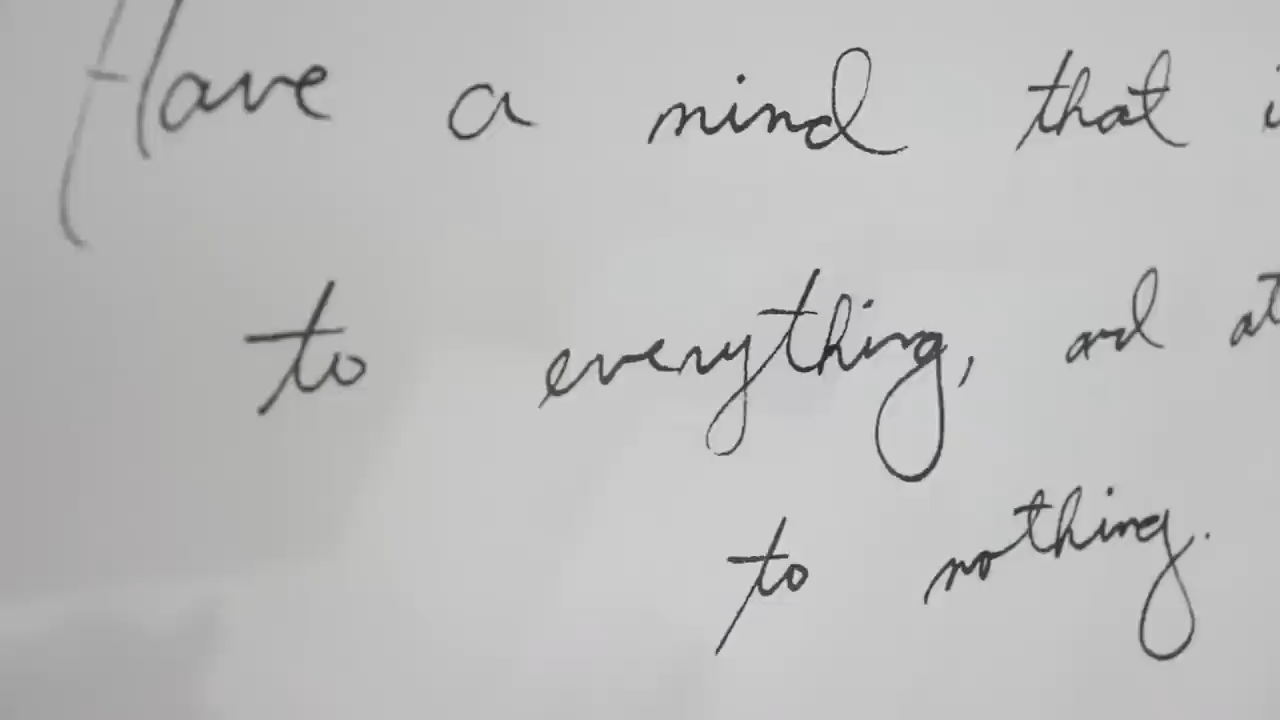 Have a mind that
to everything, and
to nothing.